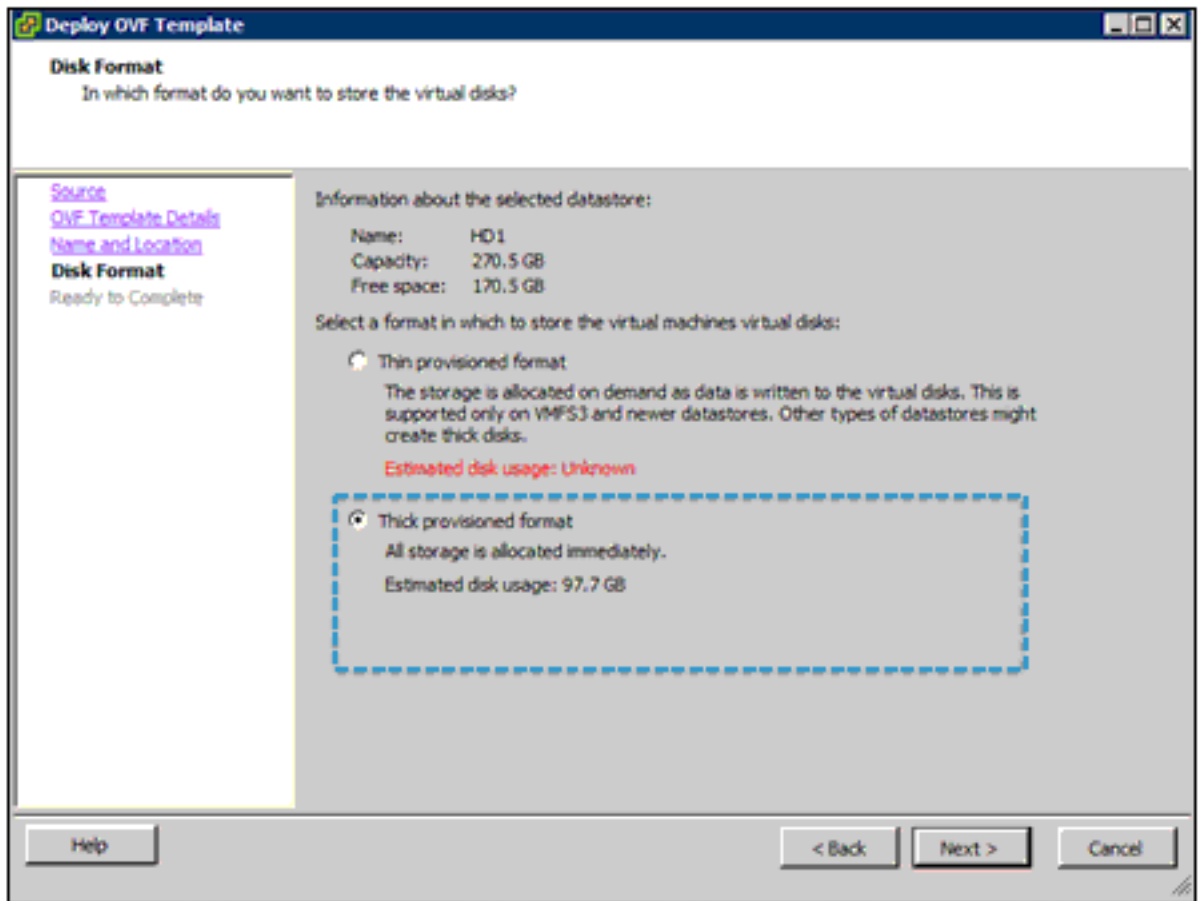 Deploy OVF Template
Disk Format
In which format do you want to store the virtual disks?
Source
OVF Template Details
Name and Location
Disk Format
Ready to Complete
Information about the selected datastore:
Name: HD1
Capacity: 270.5 GB
Free space: 170.5 GB
Select a format in which to store the virtual machines virtual disks:
Thin provisioned format
The storage is allocated on demand as data is written to the virtual disks. This is
supported only on VMFS3 and newer datastores. Other types of datastores might
create thick disks.
Estimated disk usage: Unknown
Thick provisioned format
All storage is allocated immediately.
Estimated disk usage: 97.7 GB
Help
< Back
Next >
Cancel